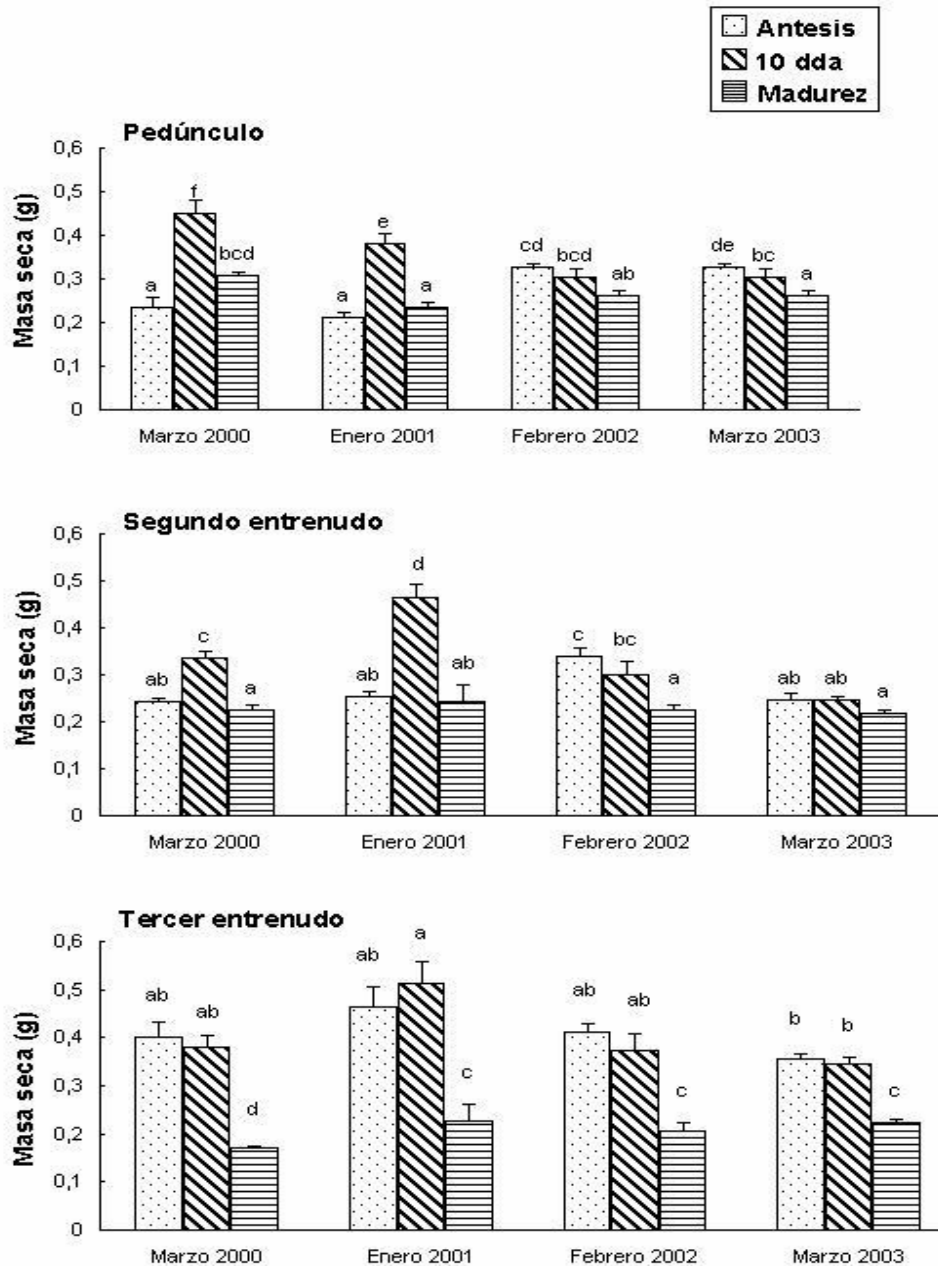 Antesis
10 dda
Madurez
Pedúnculo
Masa seca (g)
0,6
0,5
0,4
0,3
0,2
0,1
0
a f bcd
a e a
cd bcd ab
de bc a
Marzo 2000 Enero 2001 Febrero 2002 Marzo 2003
Segundo entrenudo
Masa seca (g)
0,6
0,5
0,4
0,3
0,2
0,1
0
ab c a
ab d ab
c bc a
ab ab a
Marzo 2000 Enero 2001 Febrero 2002 Marzo 2003
Tercer entrenudo
Masa seca (g)
0,6
0,5
0,4
0,3
0,2
0,1
0
ab ab d
ab a c
ab ab c
b b c
Marzo 2000 Enero 2001 Febrero 2002 Marzo 2003